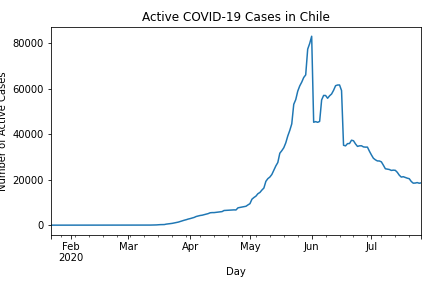 Active COVID-19 Cases in Chile
Number of Active Cases
80000
60000
40000
20000
0
Feb
2020
Mar
Apr
May
Jun
Jul
Day